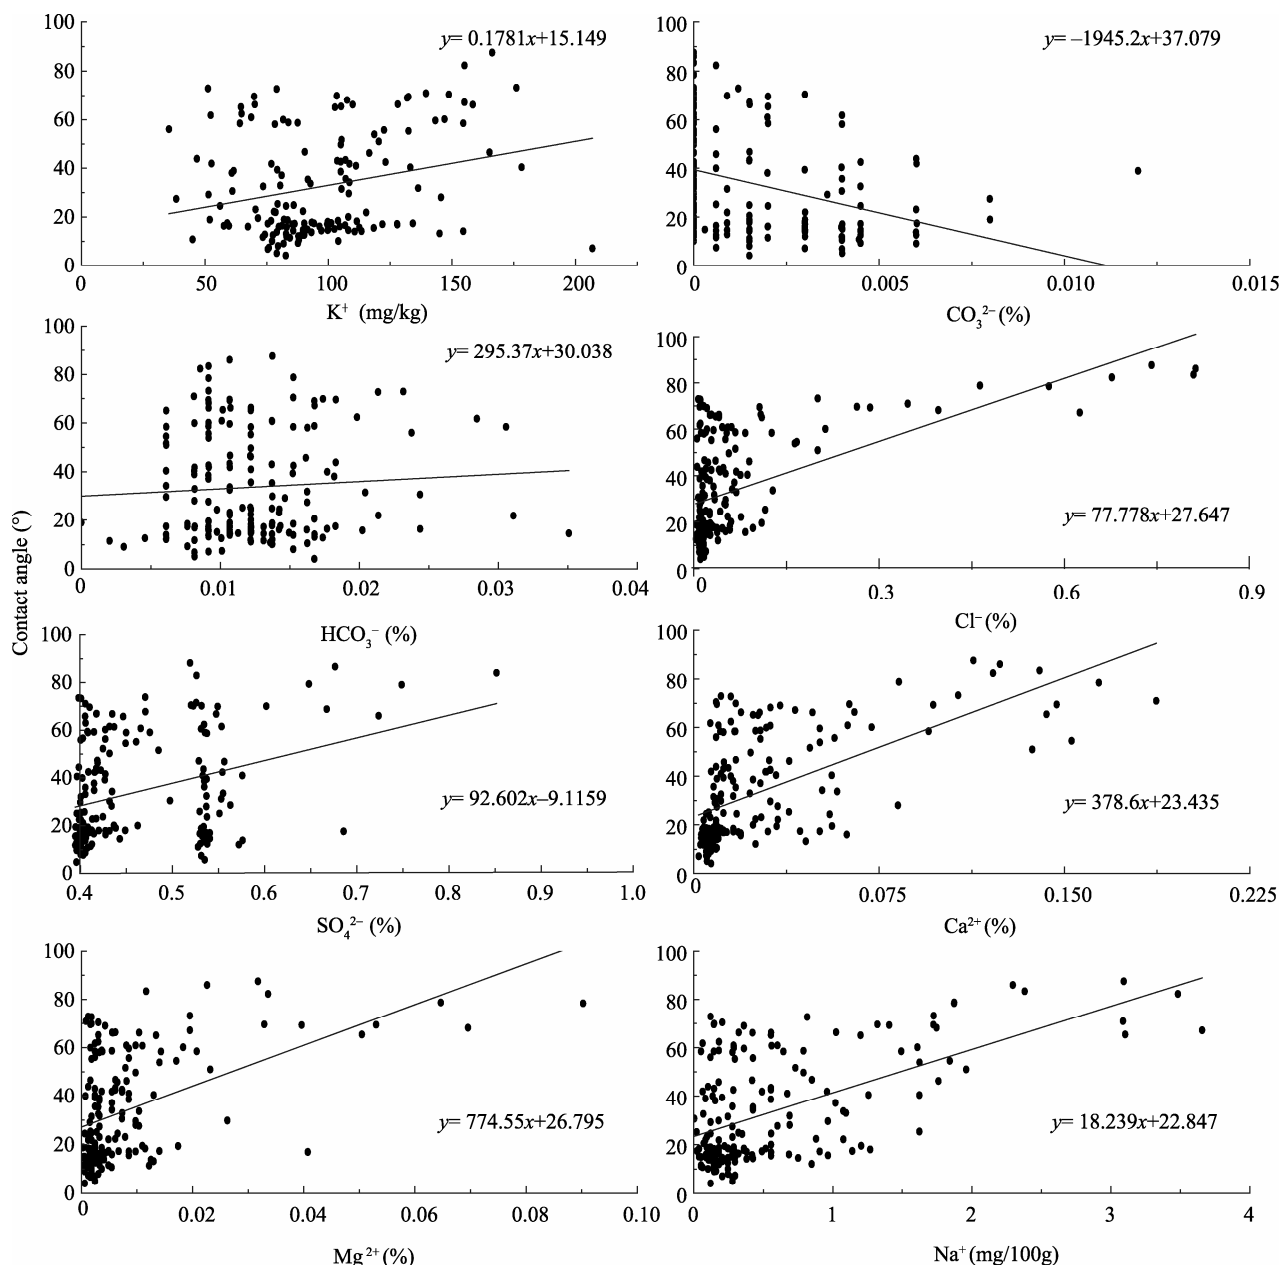 Contact angle (°)
100
80
60
40
20
0
y= 0.1781x+15.149
0 50 100 150 200
K⁺ (mg/kg)
100
80
60
40
20
0
y= –1945.2x+37.079
0 0.005 0.010 0.015
CO₃²⁻ (%)
100
80
60
40
20
0
y= 295.37x+30.038
0 0.01 0.02 0.03 0.04
HCO₃⁻ (%)
100
80
60
40
20
0
y= 77.778x+27.647
0 0.3 0.6 0.9
Cl⁻ (%)
100
80
60
40
20
0
y= 92.602x–9.1159
0.4 0.5 0.6 0.7 0.8 0.9 1.0
SO₄²⁻ (%)
100
80
60
40
20
0
y= 378.6x+23.435
0 0.075 0.150 0.225
Ca²⁺ (%)
100
80
60
40
20
0
y= 774.55x+26.795
0 0.02 0.04 0.06 0.08 0.10
Mg²⁺ (%)
100
80
60
40
20
0
y= 18.239x+22.847
0 1 2 3 4
Na⁺ (mg/100g)